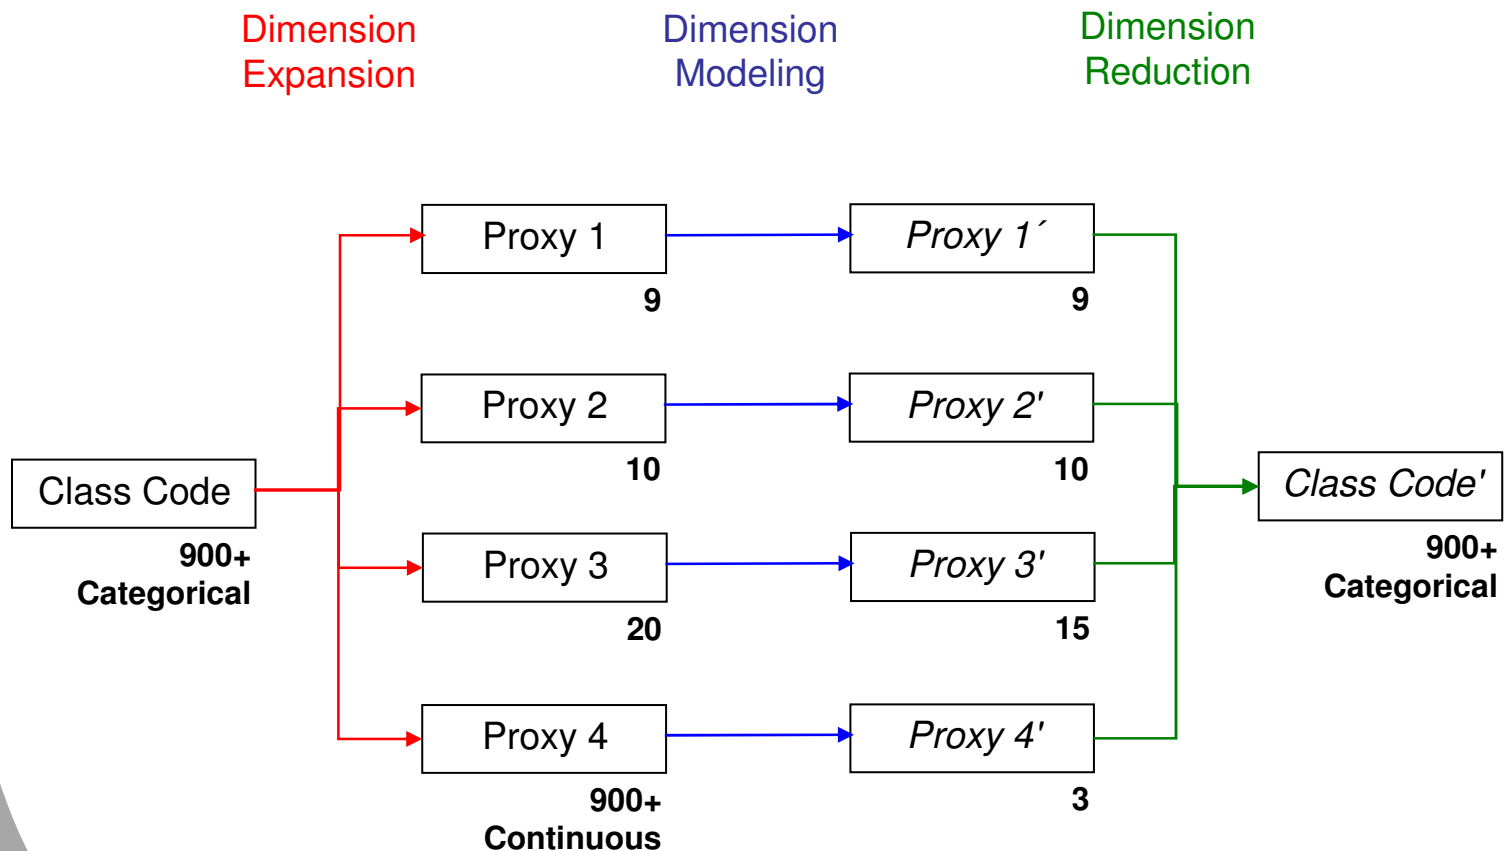 Dimension
Expansion
Dimension
Modeling
Dimension
Reduction
Proxy 1
9
Proxy 1´
9
Proxy 2
10
Proxy 2'
10
Class Code
900+
Categorical
Class Code'
900+
Categorical
Proxy 3
20
Proxy 3'
15
Proxy 4
900+
Continuous
Proxy 4'
3